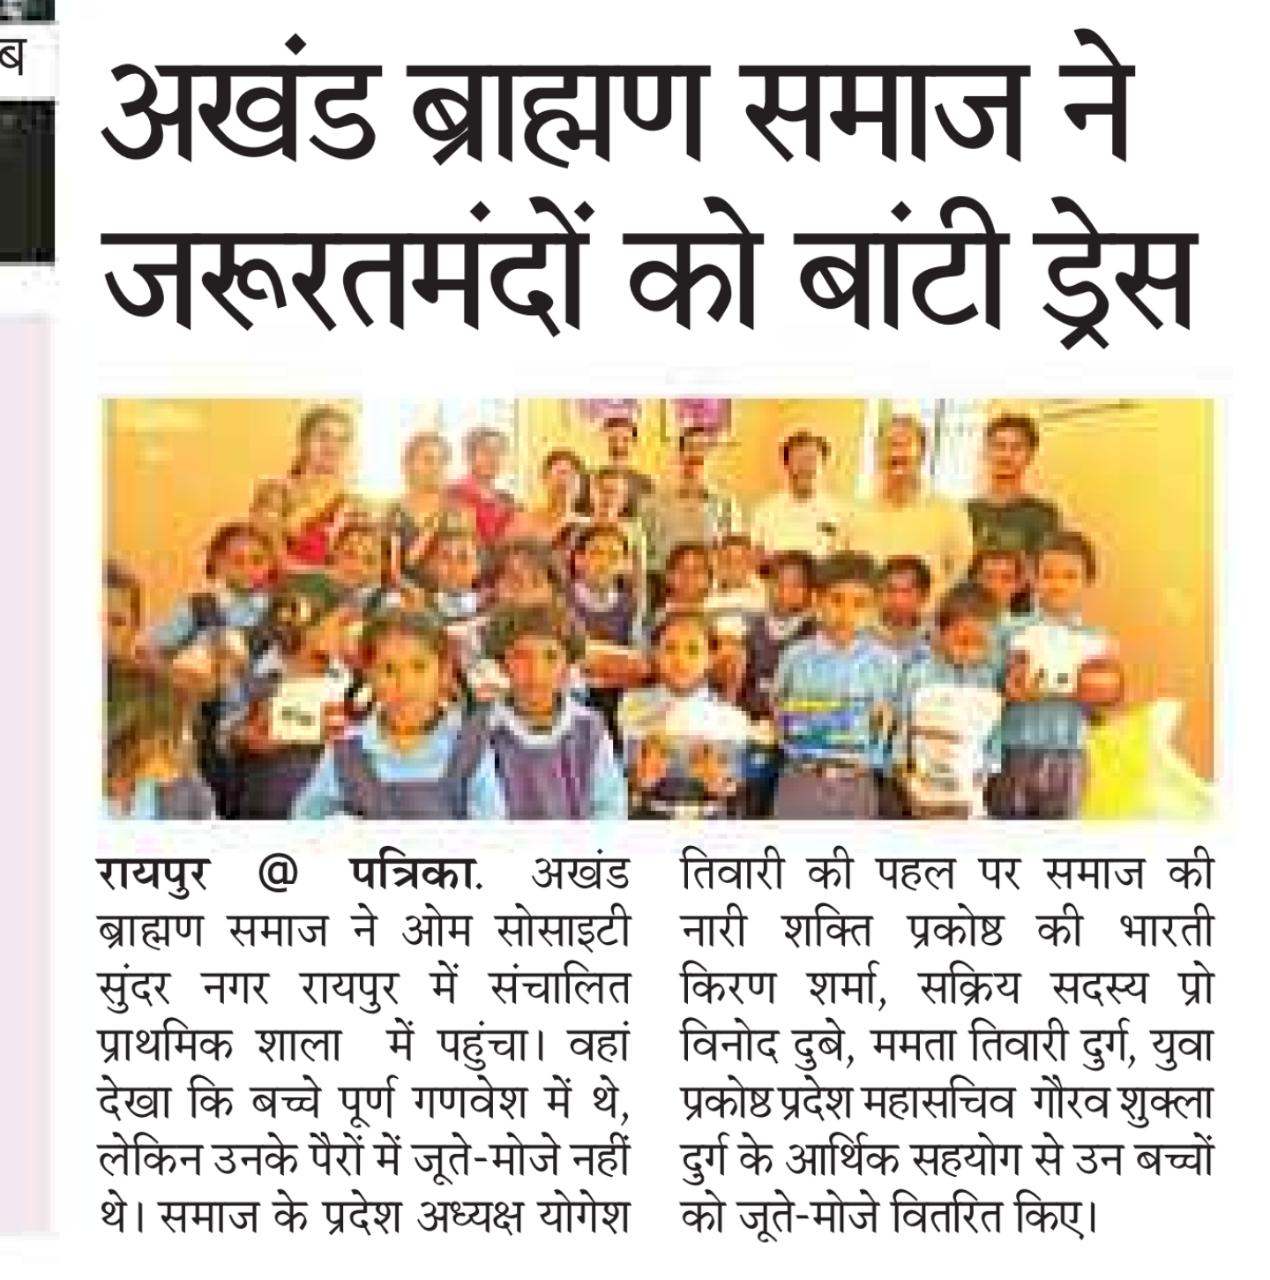 ब
अखंड ब्राह्मण समाज ने
जरूरतमंदों को बांटी ड्रेस
रायपुर @ पत्रिका. अखंड
ब्राह्मण समाज ने ओम सोसाइटी
सुंदर नगर रायपुर में संचालित
प्राथमिक शाला में पहुंचा। वहां
देखा कि बच्चे पूर्ण गणवेश में थे,
लेकिन उनके पैरों में जूते-मोजे नहीं
थे। समाज के प्रदेश अध्यक्ष योगेश
तिवारी की पहल पर समाज की
नारी शक्ति प्रकोष्ठ की भारती
किरण शर्मा, सक्रिय सदस्य प्रो
विनोद दुबे, ममता तिवारी दुर्ग, युवा
प्रकोष्ठ प्रदेश महासचिव गौरव शुक्ला
दुर्ग के आर्थिक सहयोग से उन बच्चों
को जूते-मोजे वितरित किए।